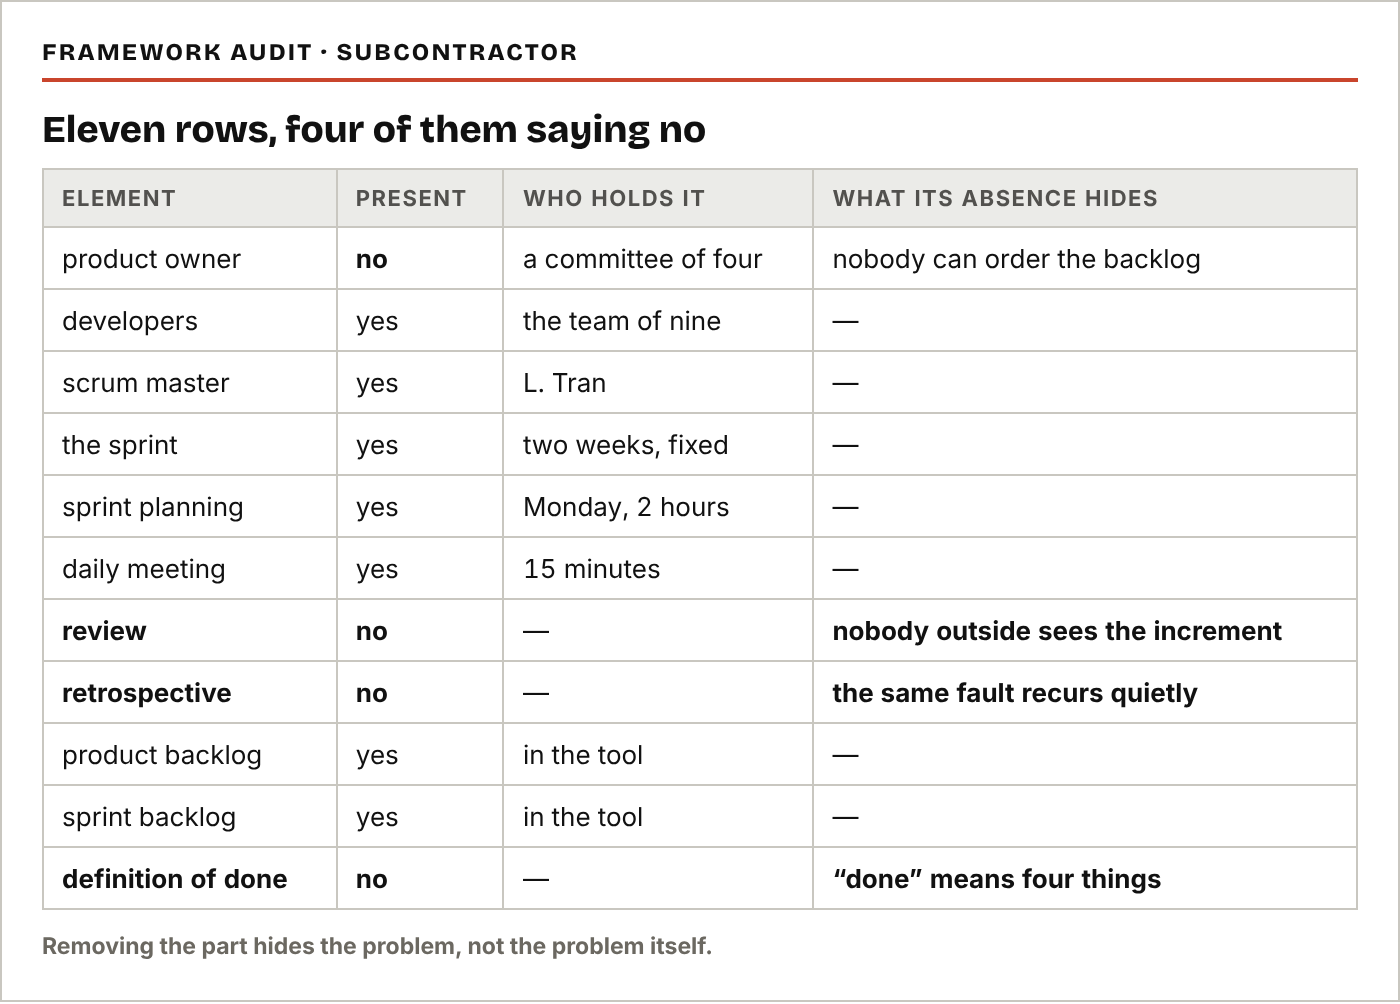 FRAMEWORK AUDIT · SUBCONTRACTOR
Eleven rows, four of them saying no
ELEMENT PRESENT WHO HOLDS IT WHAT ITS ABSENCE HIDES
product owner no a committee of four nobody can order the backlog
developers yes the team of nine —
scrum master yes L. Tran —
the sprint yes two weeks, fixed —
sprint planning yes Monday, 2 hours —
daily meeting yes 15 minutes —
review no — nobody outside sees the increment
retrospective no — the same fault recurs quietly
product backlog yes in the tool —
sprint backlog yes in the tool —
definition of done no — “done” means four things
Removing the part hides the problem, not the problem itself.